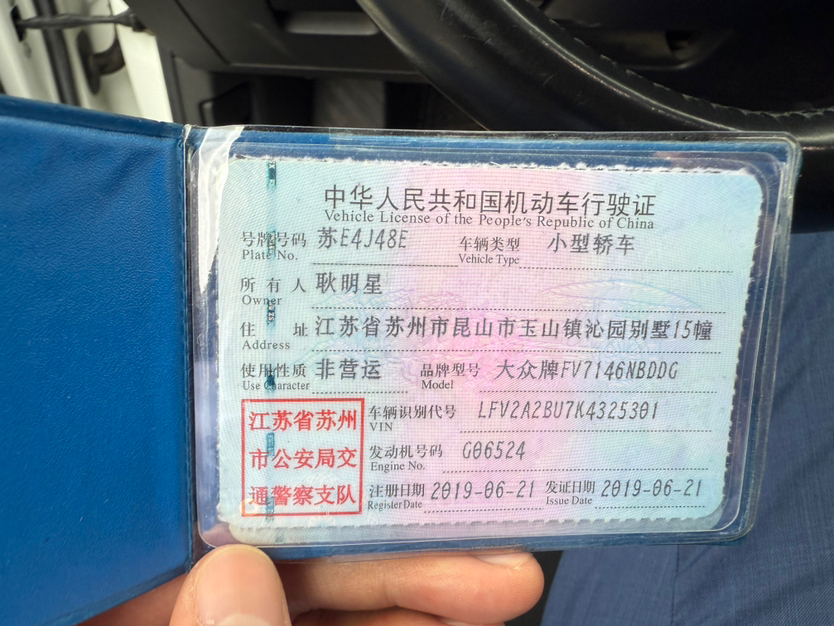 中华人民共和国机动车行驶证
Vehicle License of the People's Republic of China
号牌号码 苏E4J48E 车辆类型 小型轿车
Plate No. Vehicle Type
所有人 耿明星
Owner
住址 江苏省苏州市昆山市玉山镇沁园别墅15幢
Address
使用性质 非营运 品牌型号 大众牌FV7146NBDDG
Use Character Model
江苏省苏州
市公安局交
通警察支队
车辆识别代号 LFV2A2BU7K4325301
VIN
发动机号码 G06524
Engine No.
注册日期 2019-06-21 发证日期 2019-06-21
Register Date Issue Date